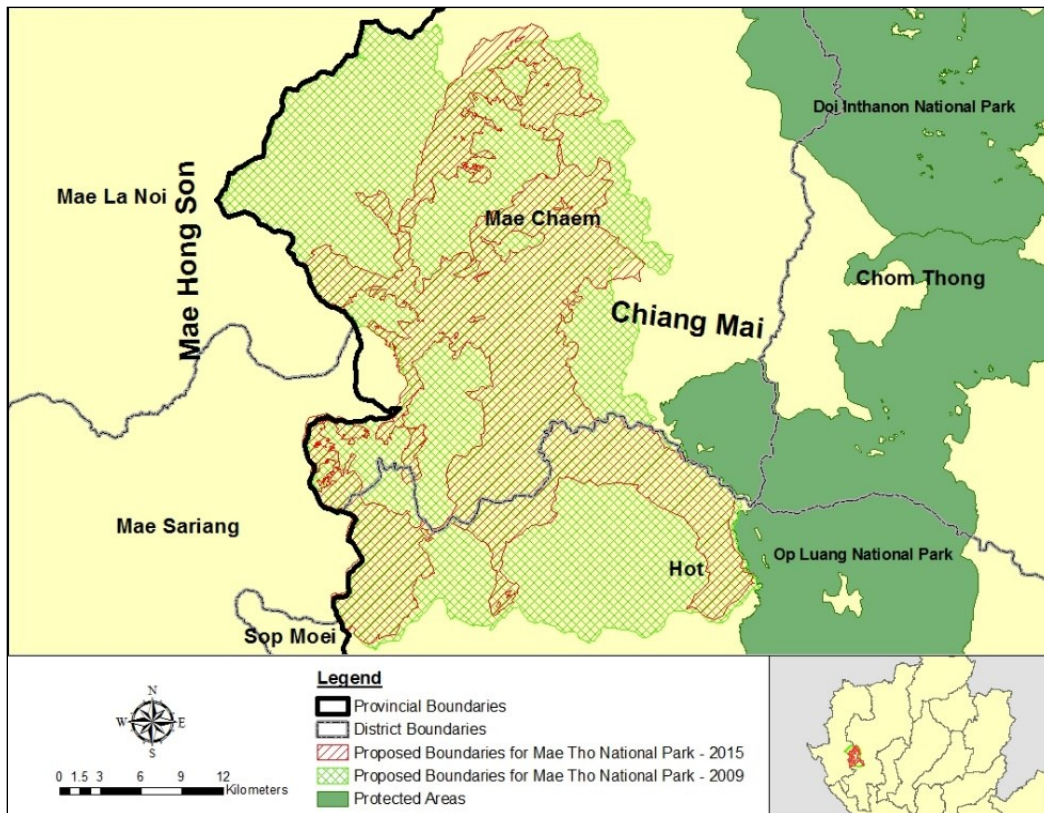 Doi Inthanon National Park
Mae La Noi
Mae Hong Son
Mae Chaem
Chom Thong
Chiang Mai
Mae Sariang
Op Luang National Park
Hot
Sop Moei
Legend
Provincial Boundaries
District Boundaries
Proposed Boundaries for Mae Tho National Park - 2015
Proposed Boundaries for Mae Tho National Park - 2009
Protected Areas
N
W E
S
0 1.5 3 6 9 12
Kilometers